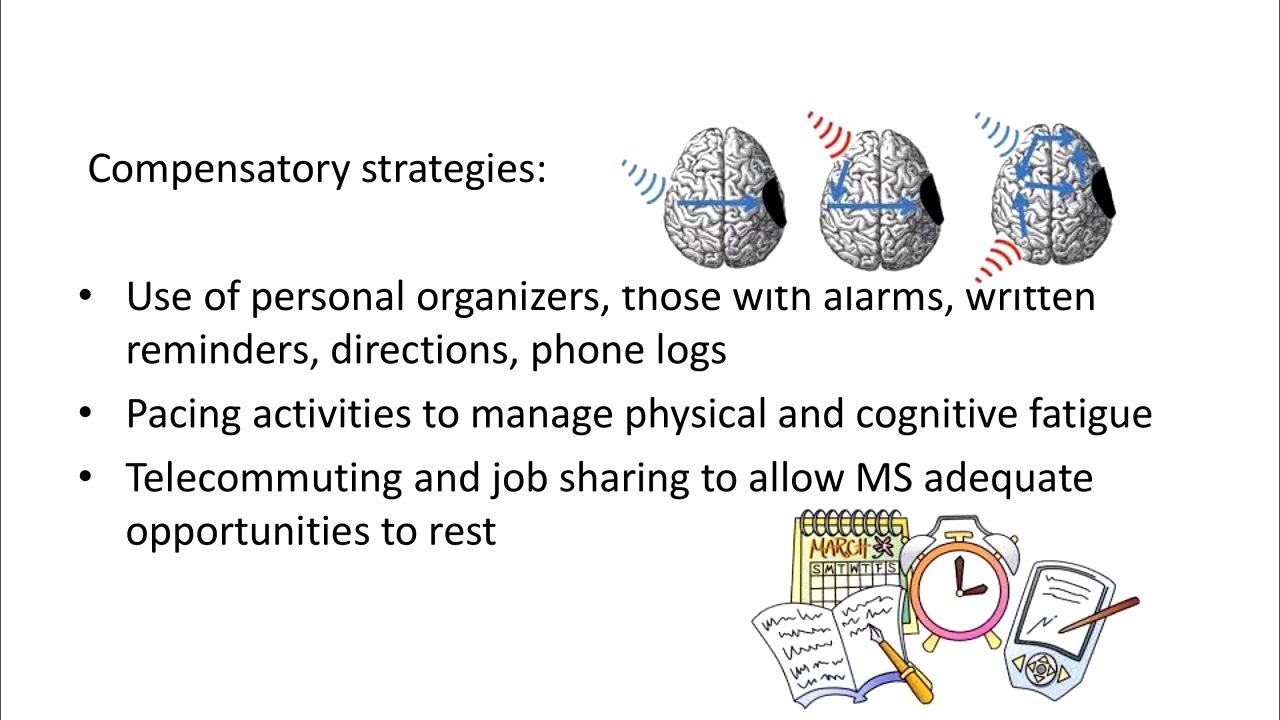 Compensatory strategies:
• Use of personal organizers, those with alarms, written
reminders, directions, phone logs
• Pacing activities to manage physical and cognitive fatigue
• Telecommuting and job sharing to allow MS adequate
opportunities to rest
MARCH
S M T W T F S